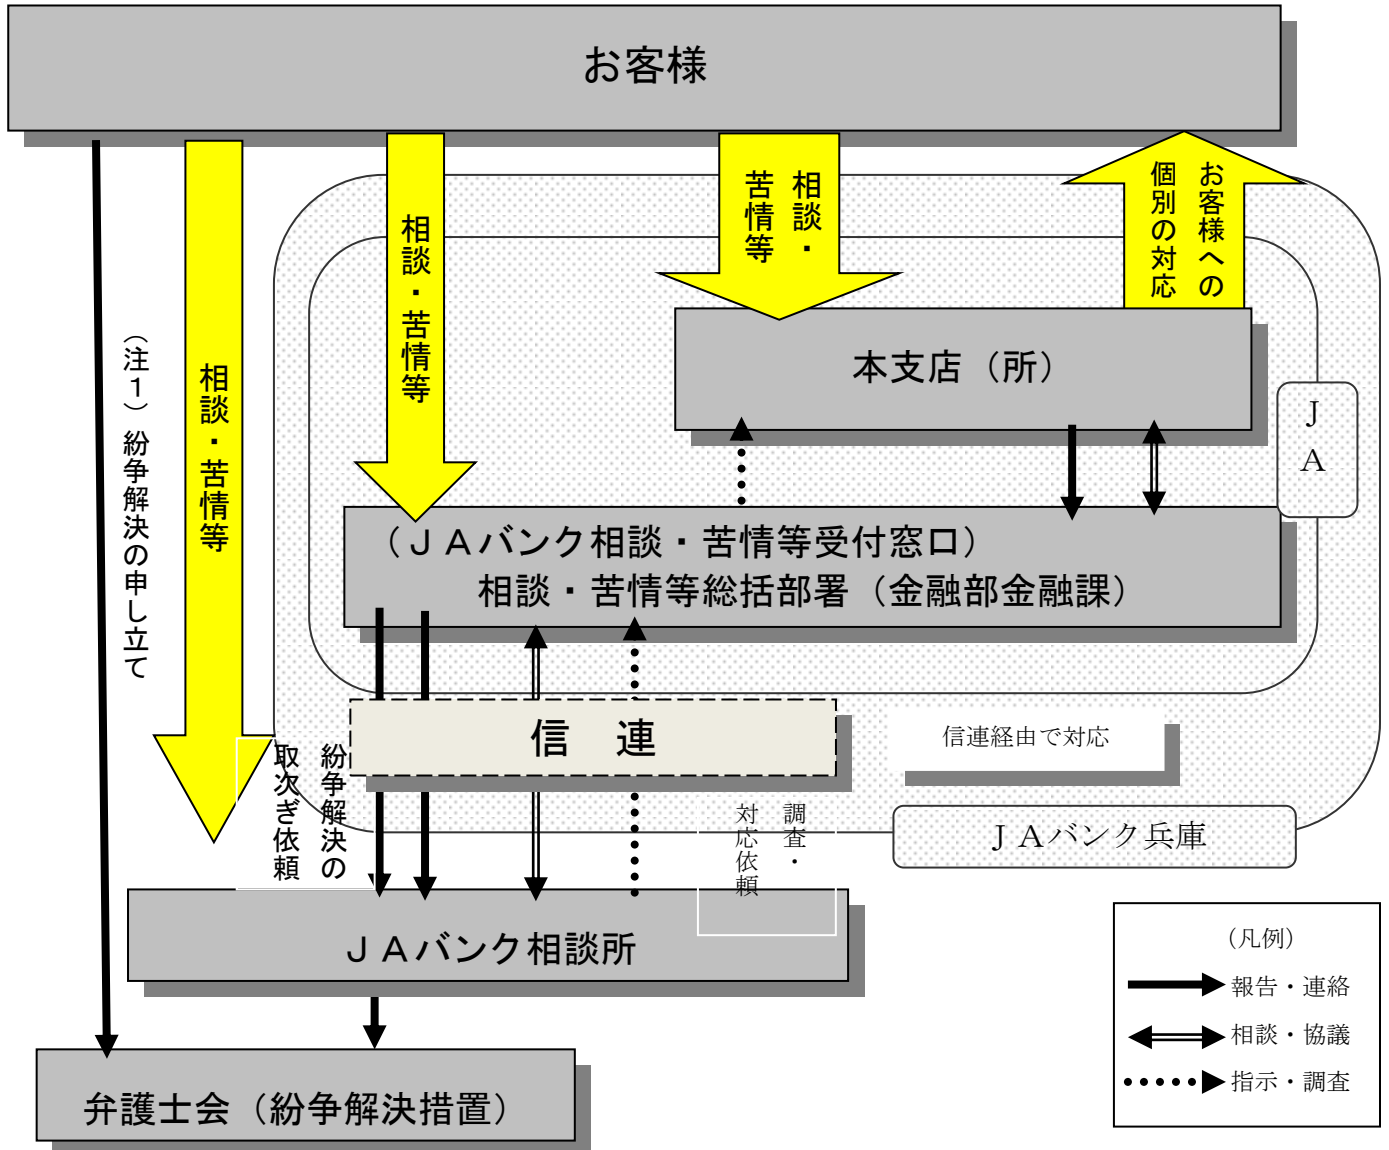 お客様
相談・
苦情等
お客様への
個別の対応
相談・苦情等
相談・苦情等
(注1)紛争解決の申し立て
本支店（所）
ＪＡ
（ＪＡバンク相談・苦情等受付窓口）
相談・苦情等総括部署（金融部金融課）
信　連
信連経由で対応
紛争解決の
取次ぎ依頼
調査・
対応依頼
ＪＡバンク兵庫
ＪＡバンク相談所
弁護士会（紛争解決措置）
（凡例）
報告・連絡
相談・協議
指示・調査